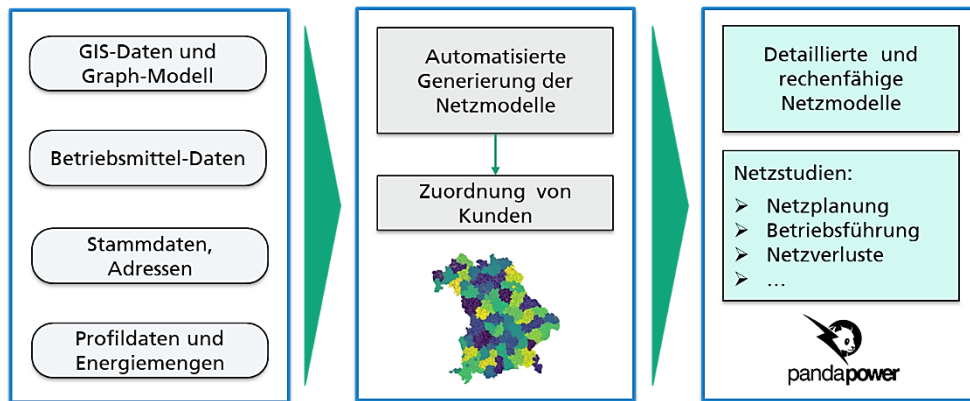 GIS-Daten und
Graph-Modell
Betriebsmittel-Daten
Stammdaten,
Adressen
Profildaten und
Energiemengen
Automatisierte
Generierung der
Netzmodelle
Zuordnung von
Kunden
Detaillierte und
rechenfähige
Netzmodelle
Netzstudien:
➢ Netzplanung
➢ Betriebsführung
➢ Netzverluste
➢ ...
pandapower